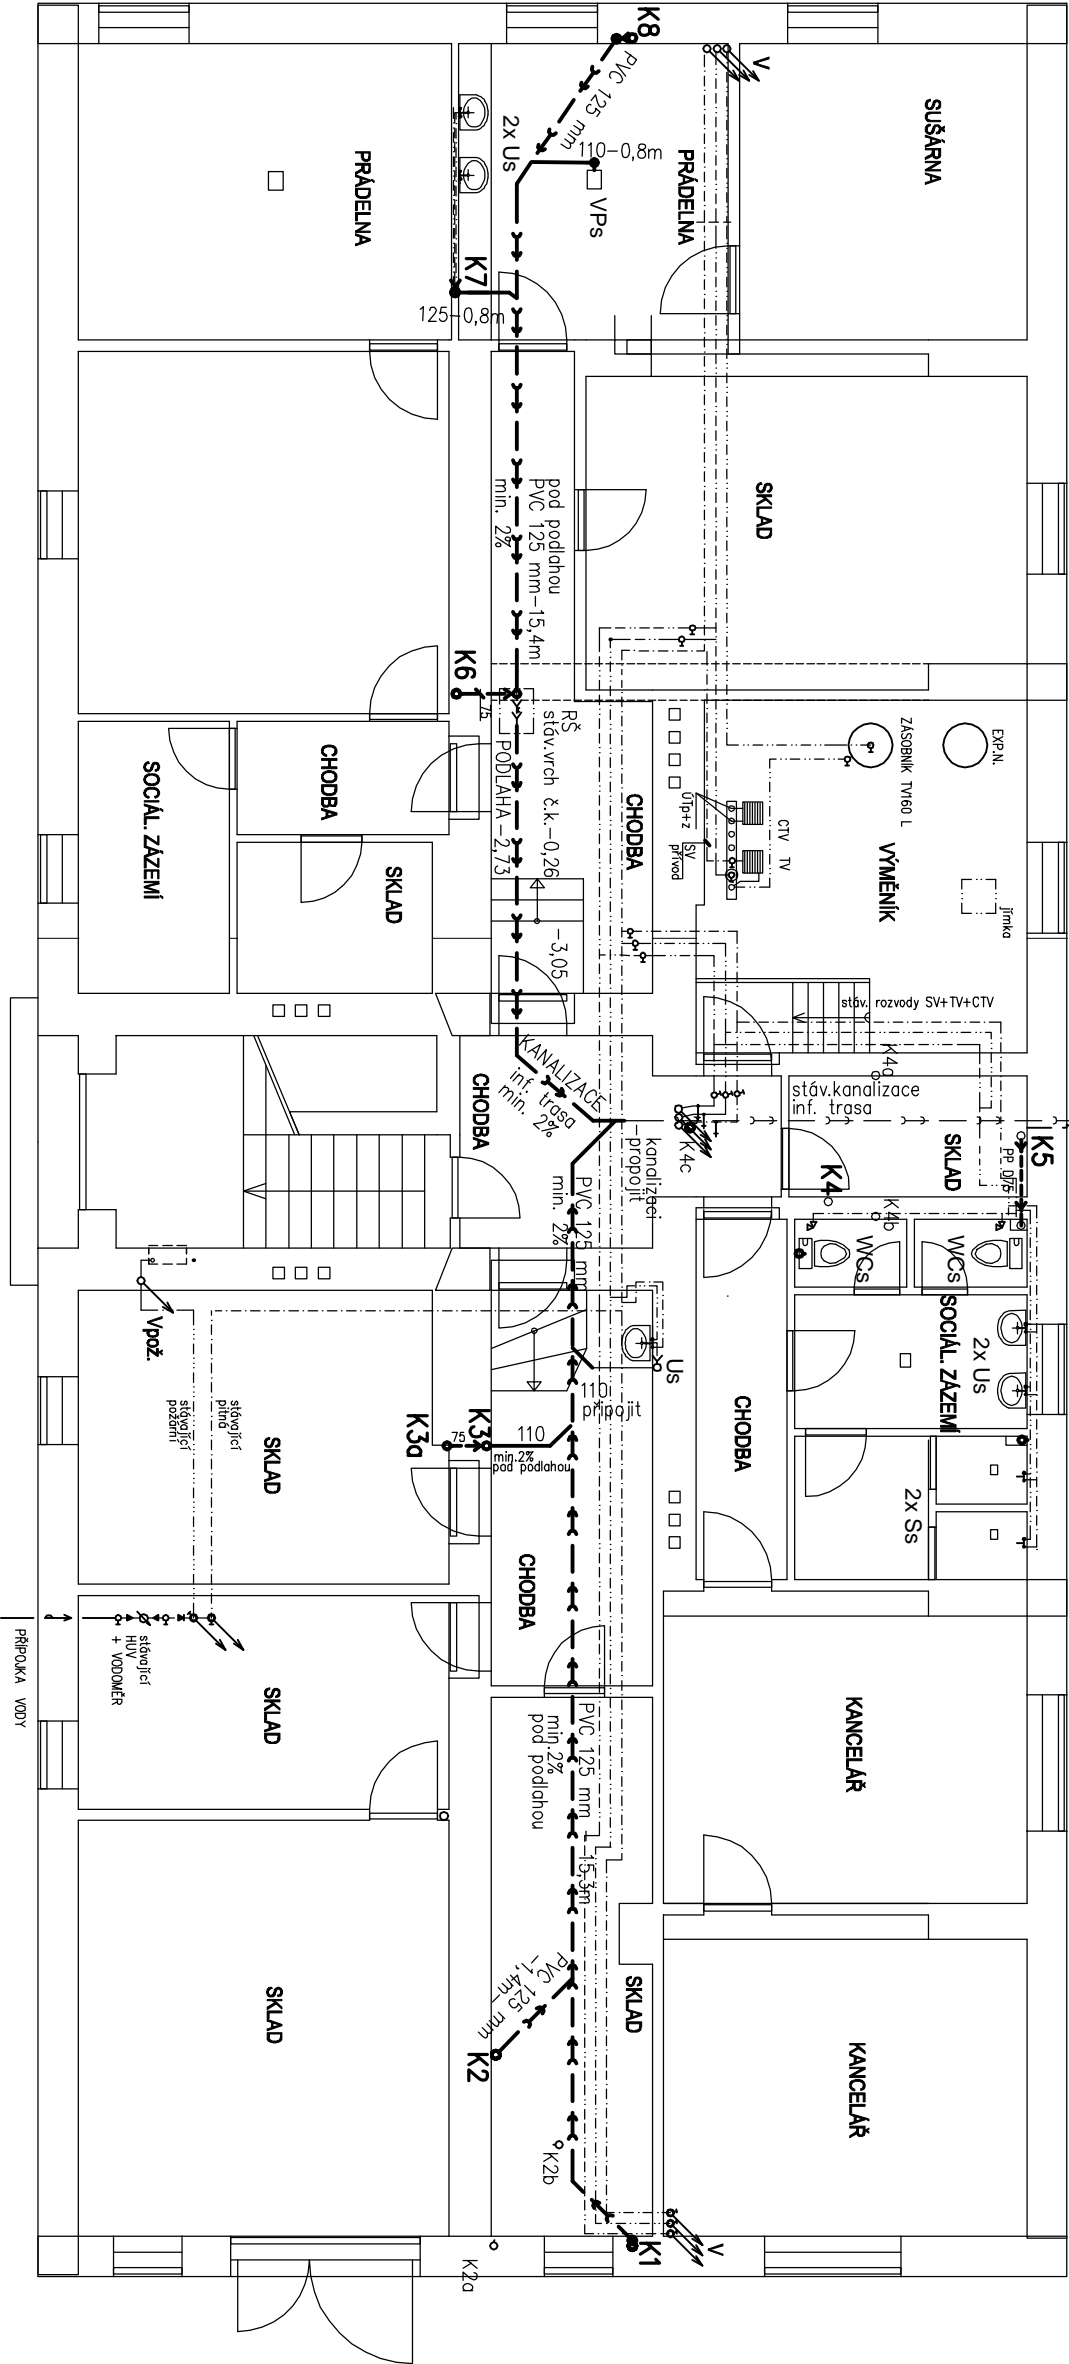 K8
PVC 125 mm
2x Us
110-0,8m
VPs
V
SUŠÁRNA
PRÁDELNA
PRÁDELNA
K7
125-0,8m
SKLAD
pod podlahou
PVC 125 mm-15,4m
min. 2%
K6
75
RŠ
stáv.vrch č.k.-0,26
PODLAHA -2,73
EXP.N.
ZÁSOBNÍK TV160 L
CTV TV
ÚTp+z
SV
přívod
VÝMĚNÍK
jímka
CHODBA
CHODBA
SOCIÁL. ZÁZEMÍ
SKLAD
-3,05
stáv. rozvody SV+TV+CTV
K4a
stáv.kanalizace
inf. trasa
KANALIZACE
inf. trasa
min. 2%
CHODBA
kanalizaci
-propojit
K4c
SKLAD
K5
PP D75
K4
K4b
WCs
WCs
PVC 125 mm
min. 2%
Vpož.
Us
SOCIÁL. ZÁZEMÍ
2x Us
110
připojit
stávající
pitná
stávající
požární
SKLAD
K3a
75
K3
110
min.2%
pod podlahou
CHODBA
2x Ss
CHODBA
stávající
HUV
+ VODOMĚR
PŘÍPOJKA VODY
SKLAD
KANCELÁŘ
PVC 125 mm
15,3m
min.2%
pod podlahou
SKLAD
SKLAD
KANCELÁŘ
PVC 125 mm
-1,4m-
K2
K2b
K2a
K1
V